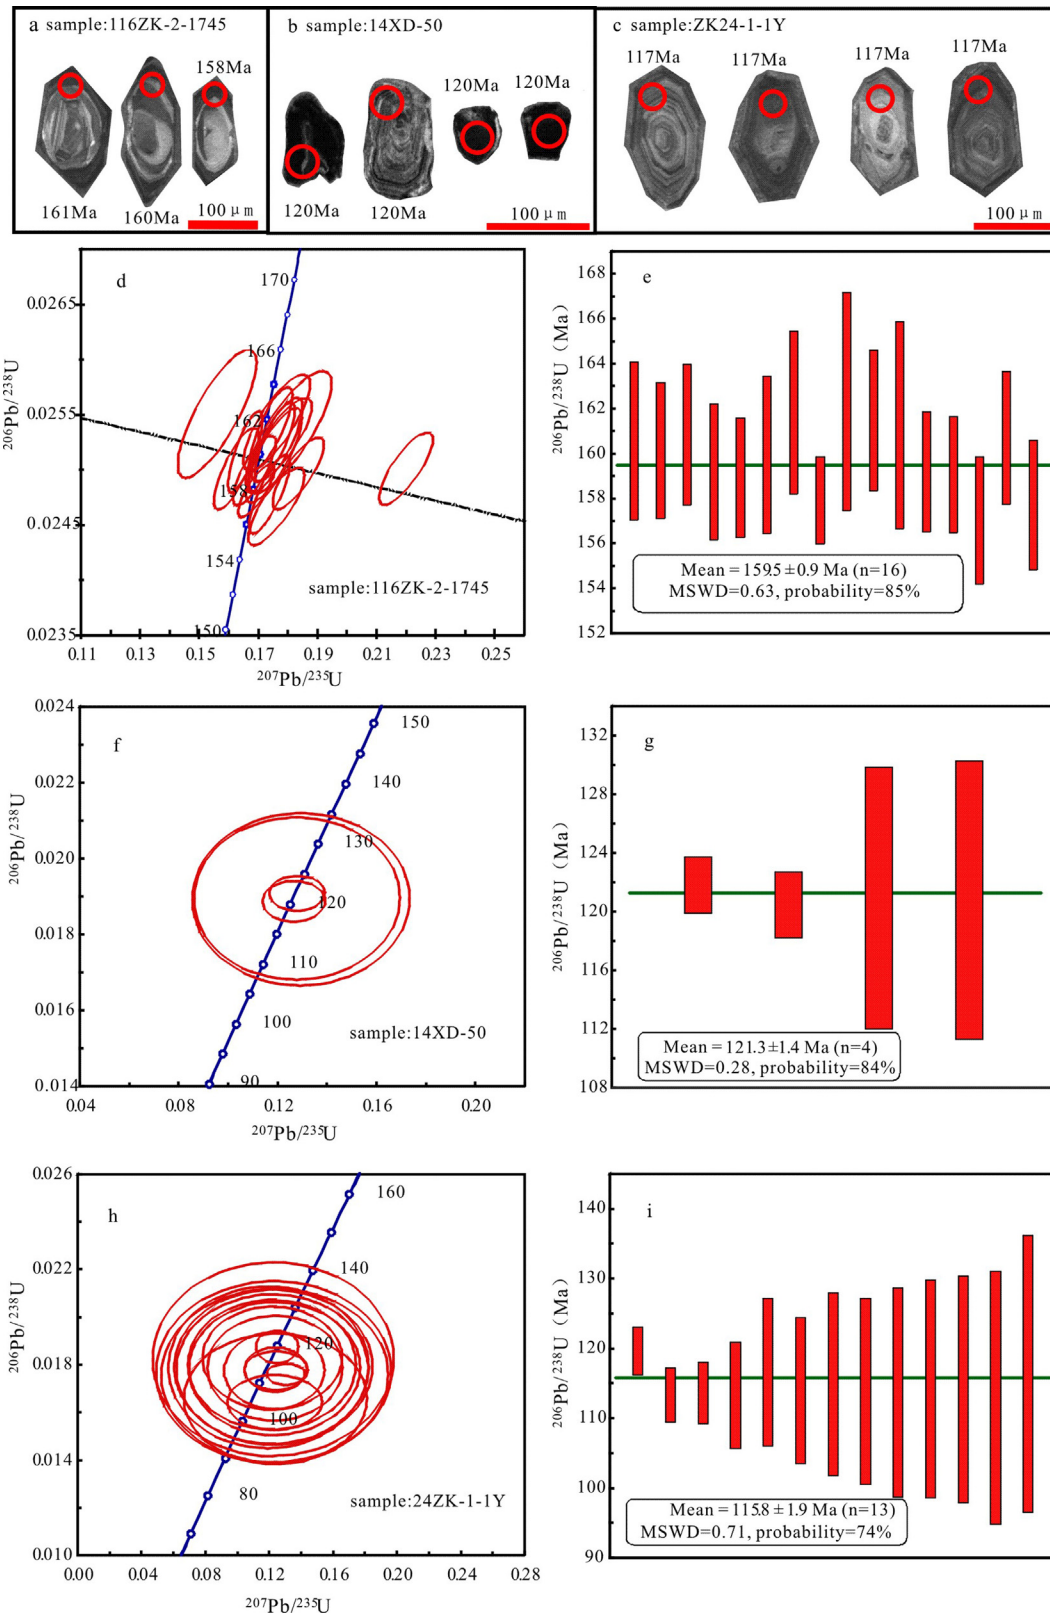 a sample:116ZK-2-1745
158Ma
161Ma
160Ma
100 μm
b sample:14XD-50
120Ma
120Ma
120Ma
120Ma
100 μm
c sample:ZK24-1-1Y
117Ma
117Ma
117Ma
117Ma
100 μm
d
0.0265
0.0255
0.0245
0.0235
206Pb/238U
170
166
162
158
154
150
sample:116ZK-2-1745
0.11 0.13 0.15 0.17 0.19 0.21 0.23 0.25
207Pb/235U
e
168
166
164
162
160
158
156
154
152
206Pb/238U (Ma)
Mean = 159.5 ± 0.9 Ma (n=16)
MSWD=0.63, probability=85%
f
0.024
0.022
0.020
0.018
0.016
0.014
206Pb/238U
150
140
130
120
110
100
90
sample:14XD-50
0.04 0.08 0.12 0.16 0.20
207Pb/235U
g
132
128
124
120
116
112
108
206Pb/238U (Ma)
Mean = 121.3±1.4 Ma (n=4)
MSWD=0.28, probability=84%
h
0.026
0.022
0.018
0.014
0.010
206Pb/238U
160
140
120
100
80
sample:24ZK-1-1Y
0.00 0.04 0.08 0.12 0.16 0.20 0.24 0.28
207Pb/235U
i
140
130
120
110
100
90
206Pb/238U (Ma)
Mean = 115.8 ± 1.9 Ma (n=13)
MSWD=0.71, probability=74%